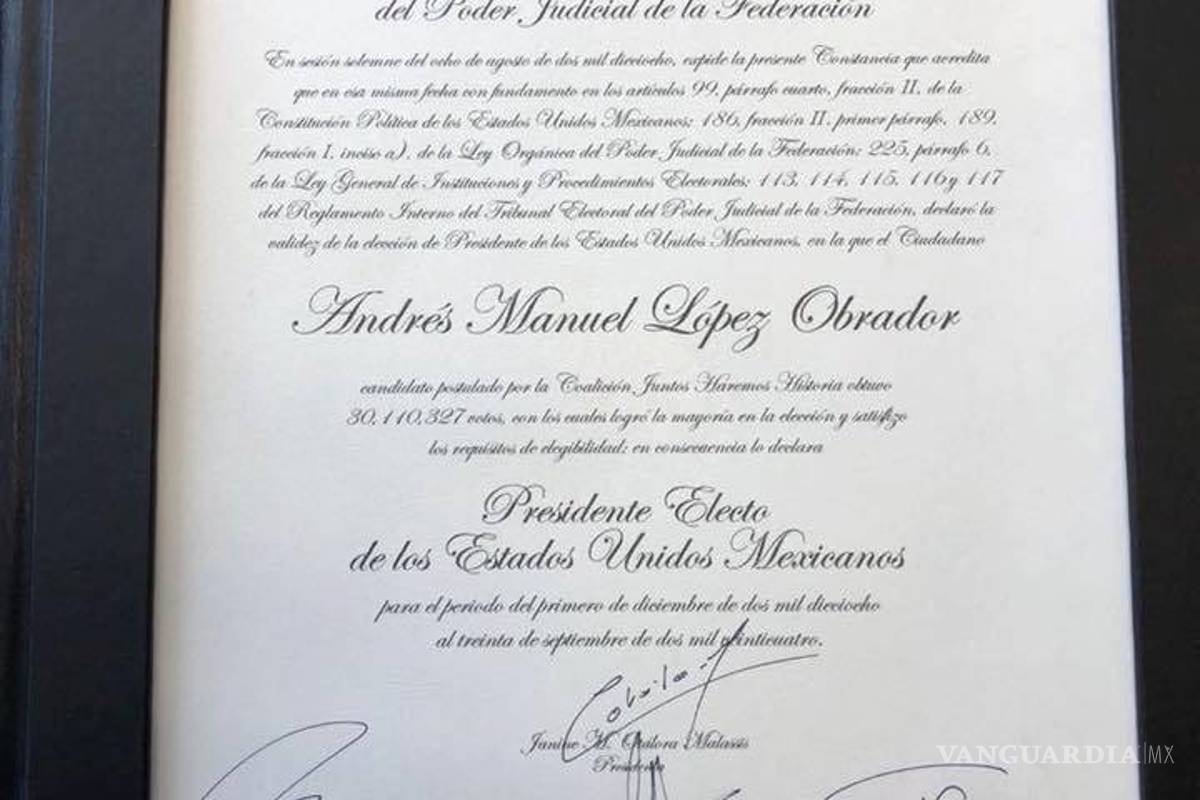 del Poder Judicial de la Federación
En sesión solemne del ocho de agosto de dos mil dieciocho, expide la presente Constancia que acredita
que en esa misma fecha con fundamento en los artículos 99, párrafo cuarto, fracción II, de la
Constitución Política de los Estados Unidos Mexicanos; 186, fracción II, primer párrafo, 189,
fracción I, inciso a), de la Ley Orgánica del Poder Judicial de la Federación; 225, párrafo 6,
de la Ley General de Instituciones y Procedimientos Electorales; 113, 114, 115, 116 y 117
del Reglamento Interno del Tribunal Electoral del Poder Judicial de la Federación, declaró la
validez de la elección de Presidente de los Estados Unidos Mexicanos, en la que el Ciudadano
Andrés Manuel López Obrador
candidato postulado por la Coalición Juntos Haremos Historia obtuvo
30,110,327 votos, con los cuales logró la mayoría en la elección y satisfizo
los requisitos de elegibilidad; en consecuencia lo declara
Presidente Electo
de los Estados Unidos Mexicanos
para el periodo del primero de diciembre de dos mil dieciocho
al treinta de septiembre de dos mil veinticuatro.
Janine M. Otálora Malassis
Presidenta
VANGUARDIA|MX